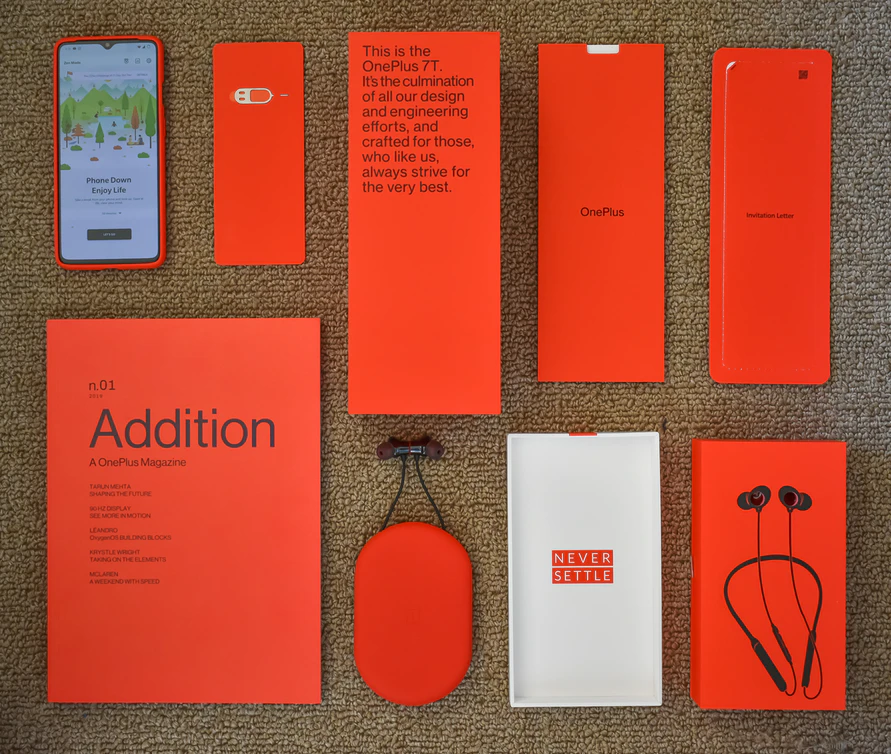 Phone Down
Enjoy Life
This is the
OnePlus 7T.
It's the culmination
of all our design
and engineering
efforts, and
crafted for those,
who like us,
always strive for
the very best.
OnePlus
Invitation Letter
n.01
2019
Addition
A OnePlus Magazine
TARUN MEHTA
SHAPING THE FUTURE
90-HZ DISPLAY
SEE MORE IN MOTION
LEANDRO
OxygenOS BUILDING BLOCKS
KRYSTLE WRIGHT
TAKING ON THE ELEMENTS
MCLAREN
A WEEKEND WITH SPEED
NEVER
SETTLE